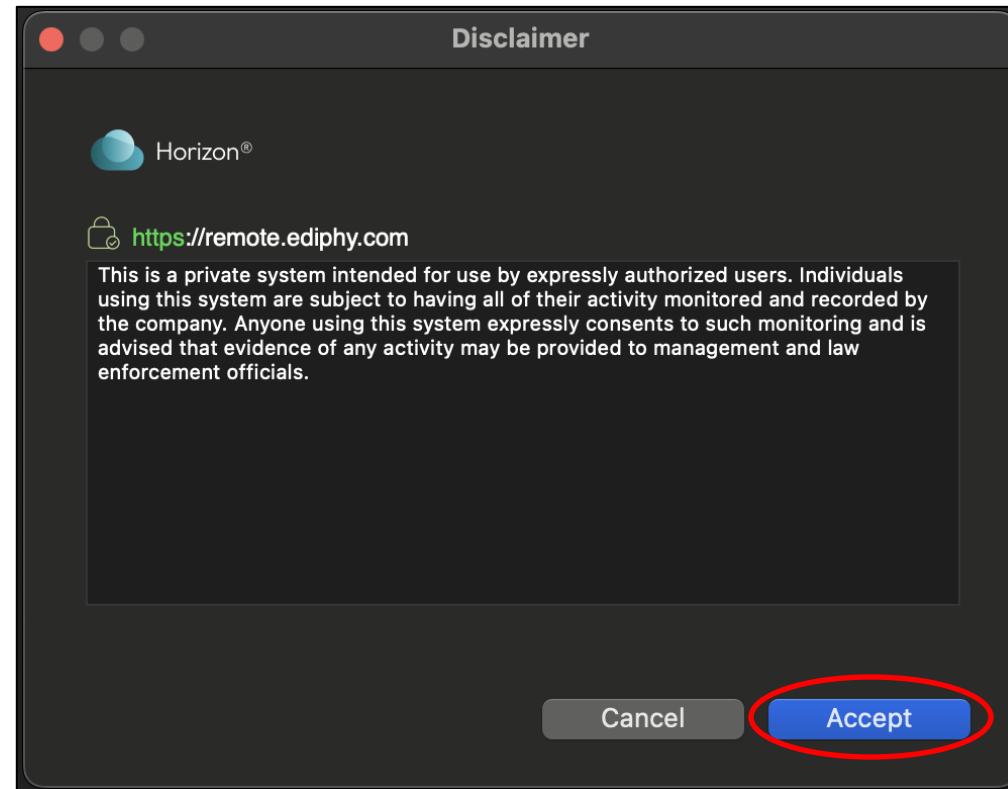 Disclaimer
Horizon®
https://remote.ediphy.com
This is a private system intended for use by expressly authorized users. Individuals
using this system are subject to having all of their activity monitored and recorded by
the company. Anyone using this system expressly consents to such monitoring and is
advised that evidence of any activity may be provided to management and law
enforcement officials.
Cancel
Accept